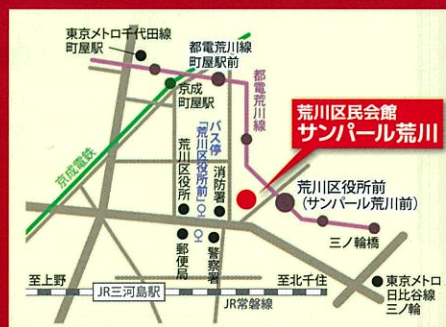 東京メトロ千代田線
町屋駅
都電荒川線
町屋駅前
京成
町屋駅
都電荒川線
荒川区民会館
サンパール荒川
京成電鉄
バス停
「荒川区役所前」
荒川区役所
消防署
荒川区役所前
(サンパール荒川前)
三ノ輪橋
郵便局
警察署
至上野
JR三河島駅
JR常磐線
至北千住
東京メトロ
日比谷線
三ノ輪